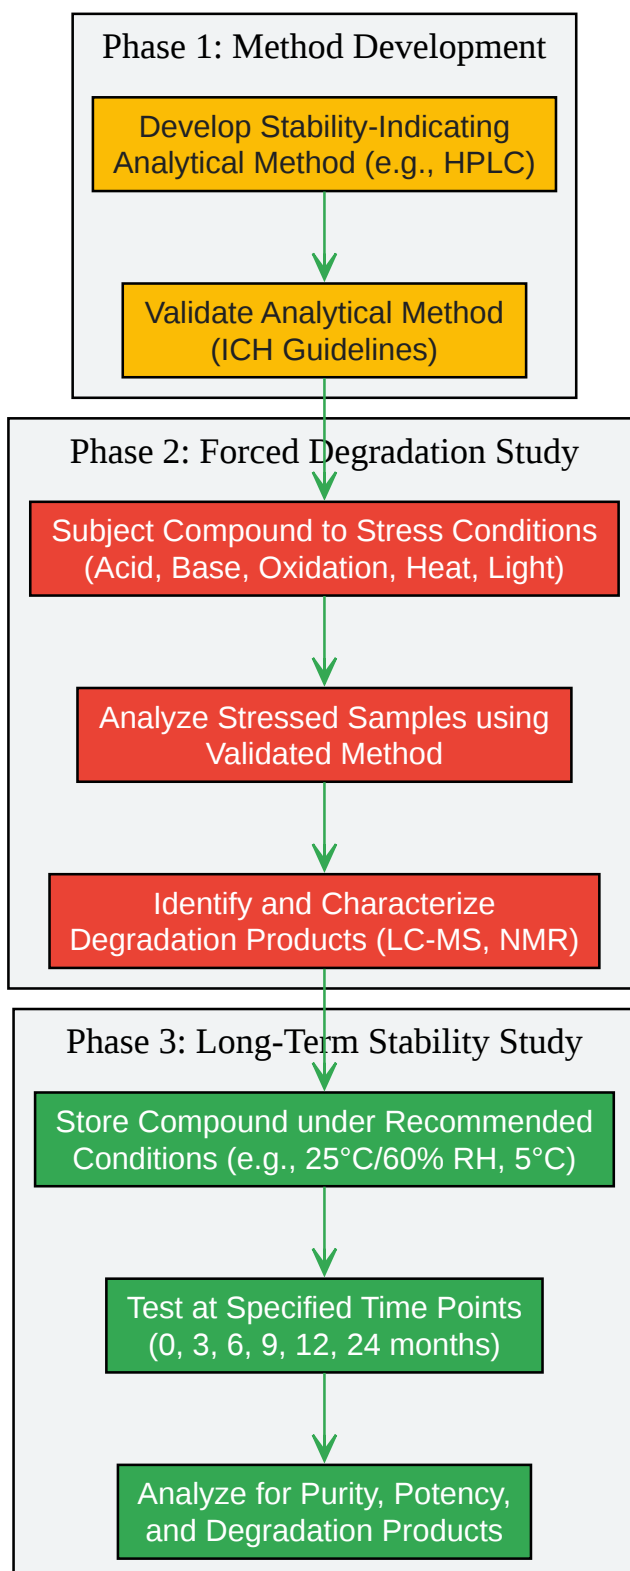 Phase 1: Method Development
Develop Stability-Indicating
Analytical Method (e.g., HPLC)
Validate Analytical Method
(ICH Guidelines)
Phase 2: Forced Degradation Study
Subject Compound to Stress Conditions
(Acid, Base, Oxidation, Heat, Light)
Analyze Stressed Samples using
Validated Method
Identify and Characterize
Degradation Products (LC-MS, NMR)
Phase 3: Long-Term Stability Study
Store Compound under Recommended
Conditions (e.g., 25°C/60% RH, 5°C)
Test at Specified Time Points
(0, 3, 6, 9, 12, 24 months)
Analyze for Purity, Potency,
and Degradation Products